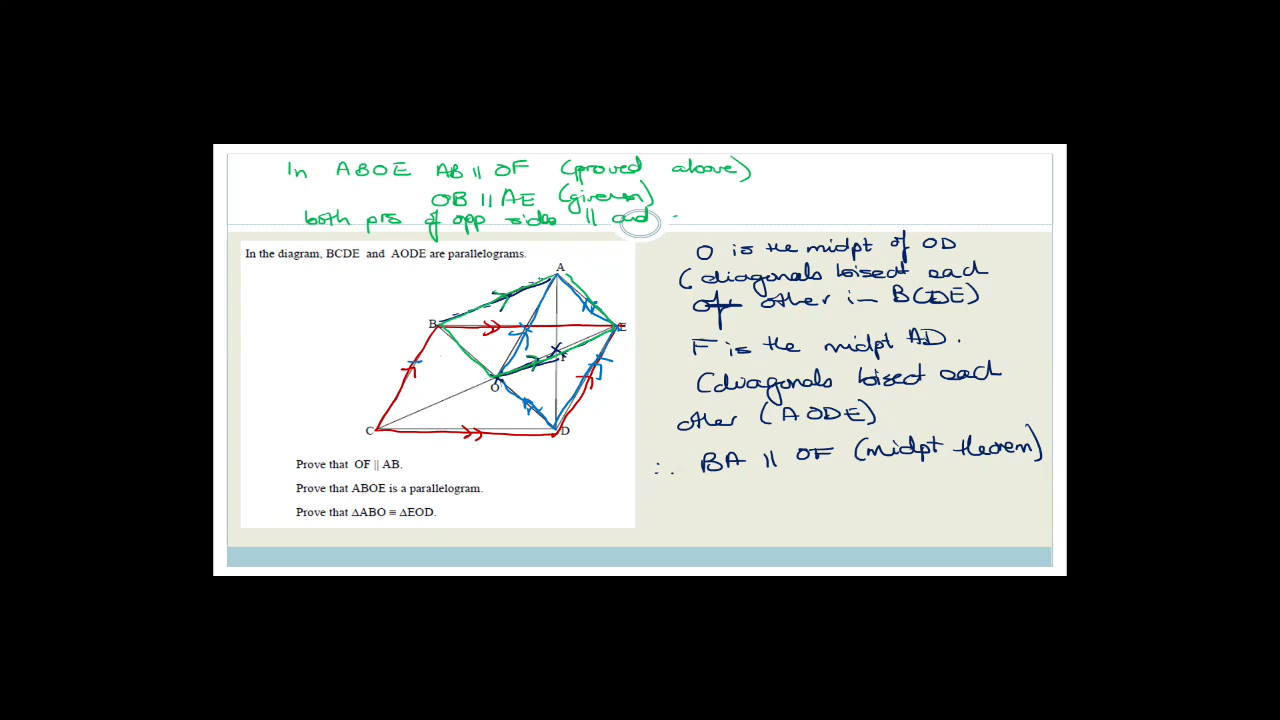 In ABOE AB || OF (proved above)
OB || AE (given)
both prs of opp sides || and
In the diagram, BCDE and AODE are parallelograms.
A
B
E
F
O
C
D
Prove that OF || AB.
Prove that ABOE is a parallelogram.
Prove that ΔABO ≡ ΔEOD.
O is the midpt of OD
(diagonals bisect each
other in BCDE)
F is the midpt AD.
(diagonals bisect each
other (AODE)
∴ BA || OF (midpt theorem)